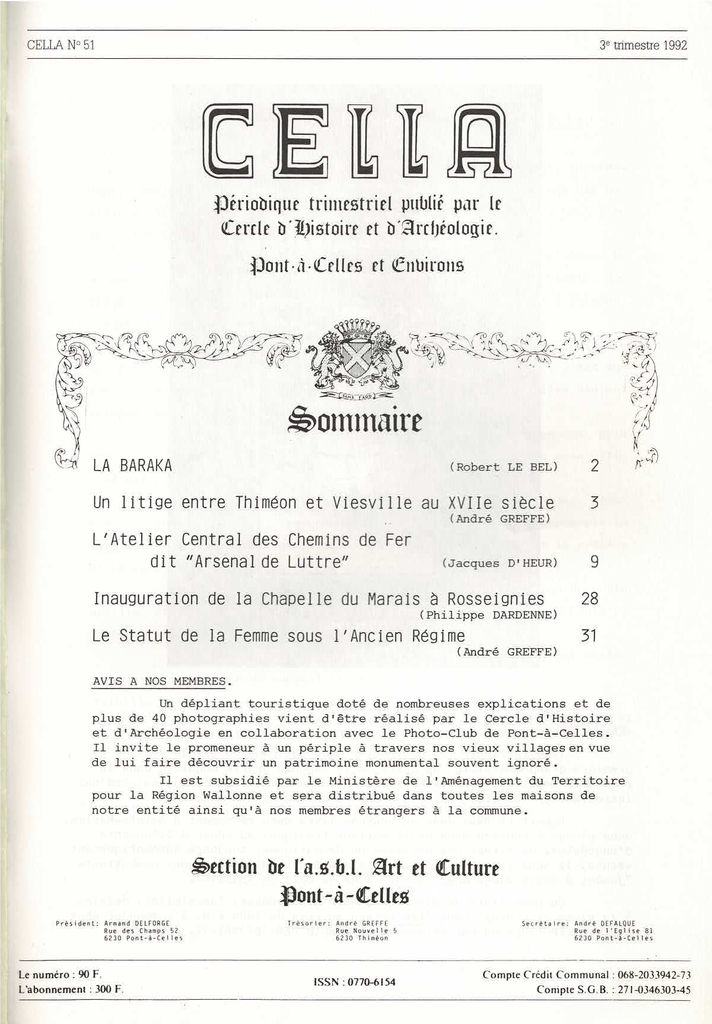 CELLA N° 51
3e trimestre 1992
CELLA
Périodique trimestriel publié par le
Cercle d'Histoire et d'Archéologie.
Pont-à-Celles et Environs
Sommaire
LA BARAKA (Robert LE BEL) 2
Un litige entre Thiméon et Viesville au XVIIe siècle 3
(André GREFFE)
L'Atelier Central des Chemins de Fer
dit "Arsenal de Luttre" (Jacques D'HEUR) 9
Inauguration de la Chapelle du Marais à Rosseignies 28
(Philippe DARDENNE)
Le Statut de la Femme sous l'Ancien Régime 31
(André GREFFE)
AVIS A NOS MEMBRES.
Un dépliant touristique doté de nombreuses explications et de
plus de 40 photographies vient d'être réalisé par le Cercle d'Histoire
et d'Archéologie en collaboration avec le Photo-Club de Pont-à-Celles.
Il invite le promeneur à un périple à travers nos vieux villages en vue
de lui faire découvrir un patrimoine monumental souvent ignoré.
Il est subsidié par le Ministère de l'Aménagement du Territoire
pour la Région Wallonne et sera distribué dans toutes les maisons de
notre entité ainsi qu'à nos membres étrangers à la commune.
Section de l'a.s.b.l. Art et Culture
Pont-à-Celles
Président: Armand DELFORGE
Rue des Champs 52
6230 Pont-à-Celles
Trésorier: André GREFFE
Rue Nouvelle 5
6230 Thiméon
Secrétaire: André DEFALQUE
Rue de l'Eglise 81
6230 Pont-à-Celles
Le numéro : 90 F.
L'abonnement : 300 F.
ISSN : 0770-6154
Compte Crédit Communal : 068-2033942-73
Compte S.G.B. : 271-0346303-45